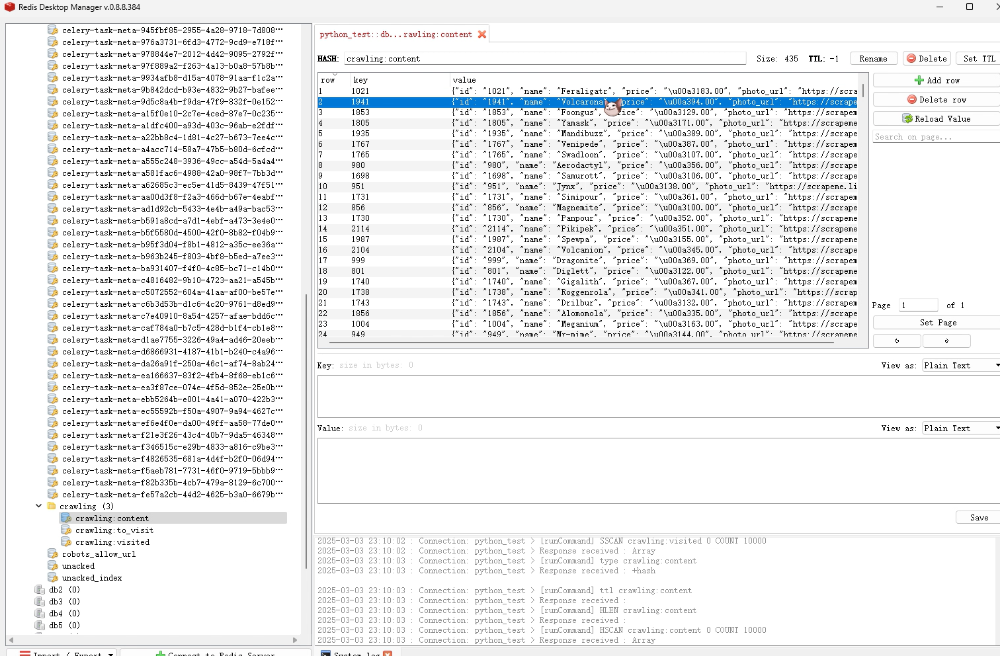 Redis Desktop Manager v.0.8.8.384
celery-task-meta-945fbf85-2955-4a28-9718-7d808···
celery-task-meta-976a3731-6fd3-4772-9cd9-e718f···
celery-task-meta-978844e7-2012-4d42-9095-2792f···
celery-task-meta-97f889a2-f263-4a13-b0a8-57b8b···
celery-task-meta-9934afb8-d15a-4078-91aa-f1c2a···
celery-task-meta-9b842dcd-b93e-4832-9b27-bafee···
celery-task-meta-9d5c8a4b-f9da-47f9-832f-0e152···
celery-task-meta-a15f0e10-2c7e-4ced-87e7-0c235···
celery-task-meta-a1dfc400-a93d-403c-96ab-e2fdf···
celery-task-meta-a22bb8c4-1d81-4c27-b673-7ee4c···
celery-task-meta-a4acc714-58a7-47b5-b80d-6cfcd···
celery-task-meta-a555c248-3936-49cc-a54d-5a4a4···
celery-task-meta-a581fac6-4988-42a0-98f7-7bb3d···
celery-task-meta-a62685c3-ec5e-41d5-8439-47f51···
celery-task-meta-aa00d3f8-f2a3-466d-b67e-4eabf···
celery-task-meta-ad1d92cb-5433-4e4b-a49a-bac53···
celery-task-meta-b591a8cd-a7d1-4ebf-a473-3e4e0···
celery-task-meta-b5f5580d-4500-42f0-8b82-f04b9···
celery-task-meta-b95f3d04-f8b1-4812-a35c-ee36a···
celery-task-meta-b963b245-f803-4bf8-b5ed-a7ee3···
celery-task-meta-ba931407-f4f0-4c85-bc71-c14b0···
celery-task-meta-c4816482-9b10-4723-aa21-a545b···
celery-task-meta-c5072552-604a-41aa-af00-be57e···
celery-task-meta-c6b3d53b-d1c6-4c20-9761-d8ed9···
celery-task-meta-c7e40910-8a54-4257-afae-bdd6c···
celery-task-meta-caf784a0-b7c5-428d-b1f4-cb1e8···
celery-task-meta-d1ae7755-3226-49a4-ad46-20eeb···
celery-task-meta-d6866931-4187-41b1-b240-c4a96···
celery-task-meta-da26a91f-250a-46c1-af74-8ab24···
celery-task-meta-ea166637-83f2-4fb4-8f68-eb1c6···
celery-task-meta-ea3f87ce-074e-4f5d-852e-25e0b···
celery-task-meta-ebb5264b-e001-4a41-a070-422b3···
celery-task-meta-ec55592b-f50a-4907-9a94-4627c···
celery-task-meta-ef6e4f0e-da00-49ff-aa58-77de0···
celery-task-meta-f21e3f26-43c4-40b7-9da5-46348···
celery-task-meta-f346515c-e29b-4833-a816-c9be3···
celery-task-meta-f4826535-681a-4d4f-b2f0-06d94···
celery-task-meta-f5aeb781-7731-46f0-9719-5bbb9···
celery-task-meta-f82b335b-4cb7-479a-8129-6c700···
celery-task-meta-fe57a2cb-44d2-4625-b3a0-6679b···
crawling (3)
crawling:content
crawling:to_visit
crawling:visited
robots_allow_url
unacked
unacked_index
db2 (0)
db3 (0)
db4 (0)
db5 (0)
Import / Export
Connect to Redis Server
python_test::db...rawling:content
HASH: crawling:content Size: 435 TTL: -1 Rename Delete Set TTL
row key value
1 1021 {"id": "1021", "name": "Feraligatr", "price": "\u00a3183.00", "photo_url": "https://scra
2 1941 {"id": "1941", "name": "Volcarona price": "\u00a394.00", "photo_url": "https://scrape
3 1853 {"id": "1853", "name": "Foongus", ice": "\u00a3129.00", "photo_url": "https://scrapem
4 1805 {"id": "1805", "name": "Yamask", "price": "\u00a3171.00", "photo_url": "https://scrapem
5 1935 {"id": "1935", "name": "Mandibuzz", "price": "\u00a389.00", "photo_url": "https://scrape
6 1767 {"id": "1767", "name": "Venipede", "price": "\u00a387.00", "photo_url": "https://scrapem
7 1765 {"id": "1765", "name": "Swadloon", "price": "\u00a3107.00", "photo_url": "https://scrape
8 980 {"id": "980", "name": "Aerodactyl", "price": "\u00a356.00", "photo_url": "https://scrape
9 1698 {"id": "1698", "name": "Samurott", "price": "\u00a3106.00", "photo_url": "https://scrape
10 951 {"id": "951", "name": "Jynx", "price": "\u00a3138.00", "photo_url": "https://scrapeme.li
11 1731 {"id": "1731", "name": "Simipour", "price": "\u00a361.00", "photo_url": "https://scrapem
12 856 {"id": "856", "name": "Magnemite", "price": "\u00a3100.00", "photo_url": "https://scrape
13 1730 {"id": "1730", "name": "Panpour", "price": "\u00a352.00", "photo_url": "https://scrapeme
14 2114 {"id": "2114", "name": "Pikipek", "price": "\u00a351.00", "photo_url": "https://scrapeme
15 1987 {"id": "1987", "name": "Spewpa", "price": "\u00a3155.00", "photo_url": "https://scrapeme
16 2104 {"id": "2104", "name": "Volcanion", "price": "\u00a345.00", "photo_url": "https://scrape
17 999 {"id": "999", "name": "Dragonite", "price": "\u00a369.00", "photo_url": "https://scrapem
18 801 {"id": "801", "name": "Diglett", "price": "\u00a3122.00", "photo_url": "https://scrapeme
19 1740 {"id": "1740", "name": "Gigalith", "price": "\u00a367.00", "photo_url": "https://scrapem
20 1738 {"id": "1738", "name": "Roggenrola", "price": "\u00a341.00", "photo_url": "https://scrap
21 1743 {"id": "1743", "name": "Drilbur", "price": "\u00a3132.00", "photo_url": "https://scrapem
22 1856 {"id": "1856", "name": "Alomomola", "price": "\u00a335.00", "photo_url": "https://scrape
23 1004 {"id": "1004", "name": "Meganium", "price": "\u00a3163.00", "photo_url": "https://scrape
24 949 {"id": "949", "name": "Mr-mime", "price": "\u00a3144.00", "photo_url": "https://scrapem
Add row
Delete row
Reload Value
Search on page...
Page 1 of 1
Set Page
Key: size in bytes: 0 View as: Plain Text
Value: size in bytes: 0 View as: Plain Text
Save
2025-03-03 23:10:02 : Connection: python_test > [runCommand] SSCAN crawling:visited 0 COUNT 10000
2025-03-03 23:10:02 : Connection: python_test > Response received : Array
2025-03-03 23:10:03 : Connection: python_test > [runCommand] type crawling:content
2025-03-03 23:10:03 : Connection: python_test > Response received : +hash
2025-03-03 23:10:03 : Connection: python_test > [runCommand] ttl crawling:content
2025-03-03 23:10:03 : Connection: python_test > Response received :
2025-03-03 23:10:03 : Connection: python_test > [runCommand] HLEN crawling:content
2025-03-03 23:10:03 : Connection: python_test > Response received :
2025-03-03 23:10:03 : Connection: python_test > [runCommand] HSCAN crawling:content 0 COUNT 10000
2025-03-03 23:10:03 : Connection: python_test > Response received : Array
System log